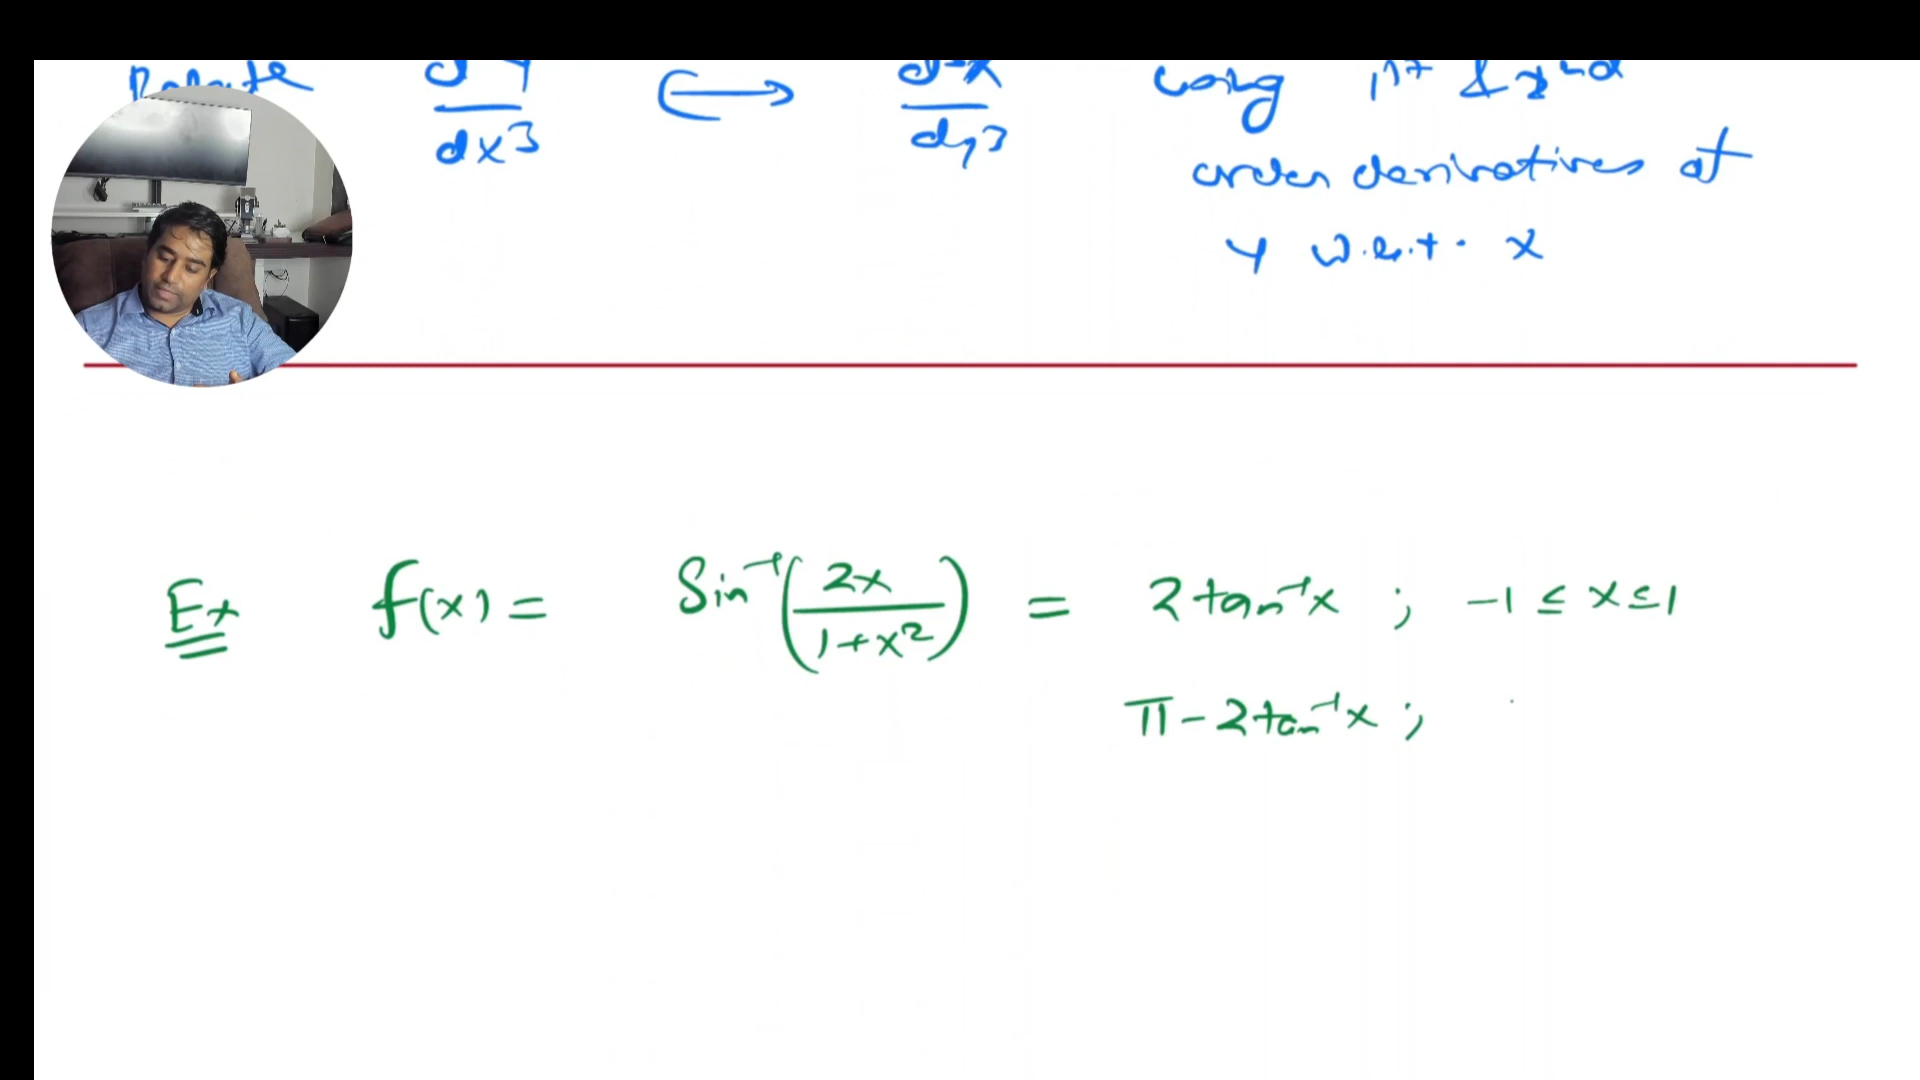 Relate d³y/dx³ ⟷ d³x/dy³ using 1st & 2nd
order derivatives of
y w.r.t. x
Ex f(x) = Sin⁻¹(2x/(1+x²)) = 2tan⁻¹x ; -1 ≤ x ≤ 1
π - 2tan⁻¹x ;